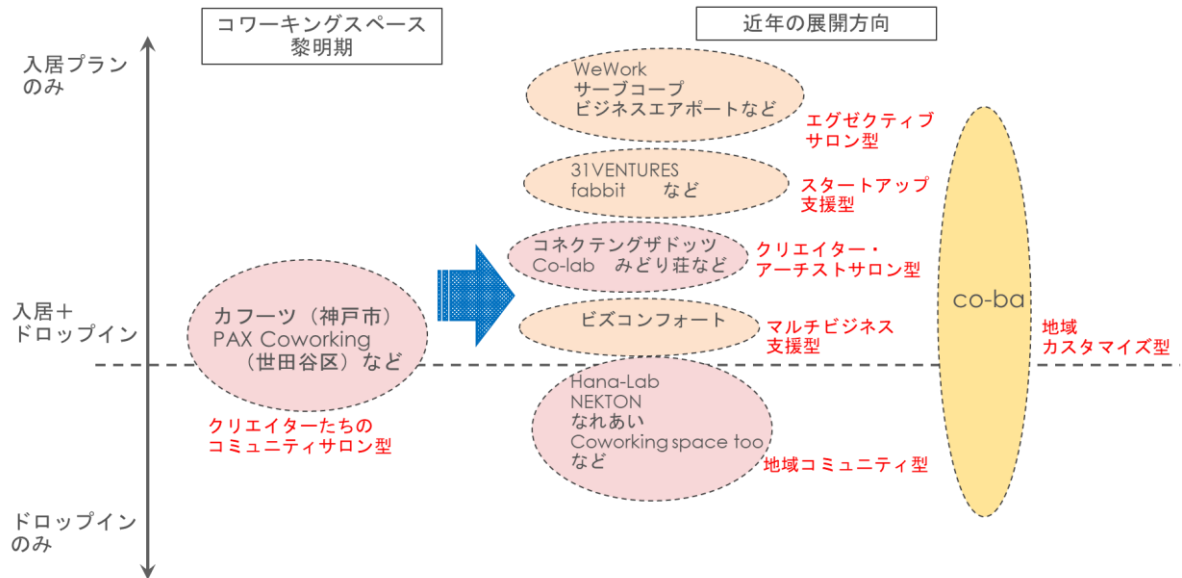 コワーキングスペース
黎明期
近年の展開方向
入居プラン
のみ
入居＋
ドロップイン
ドロップイン
のみ
カフーツ（神戸市）
PAX Coworking
（世田谷区）など
クリエイターたちの
コミュニティサロン型
WeWork
サーブコープ
ビジネスエアポートなど
エグゼクティブ
サロン型
31VENTURES
fabbit　など
スタートアップ
支援型
コネクテングザドッツ
Co-lab　みどり荘など
クリエイター・
アーチストサロン型
ビズコンフォート
マルチビジネス
支援型
Hana-Lab
NEKTON
なれあい
Coworking space too
など
地域コミュニティ型
co-ba
地域
カスタマイズ型